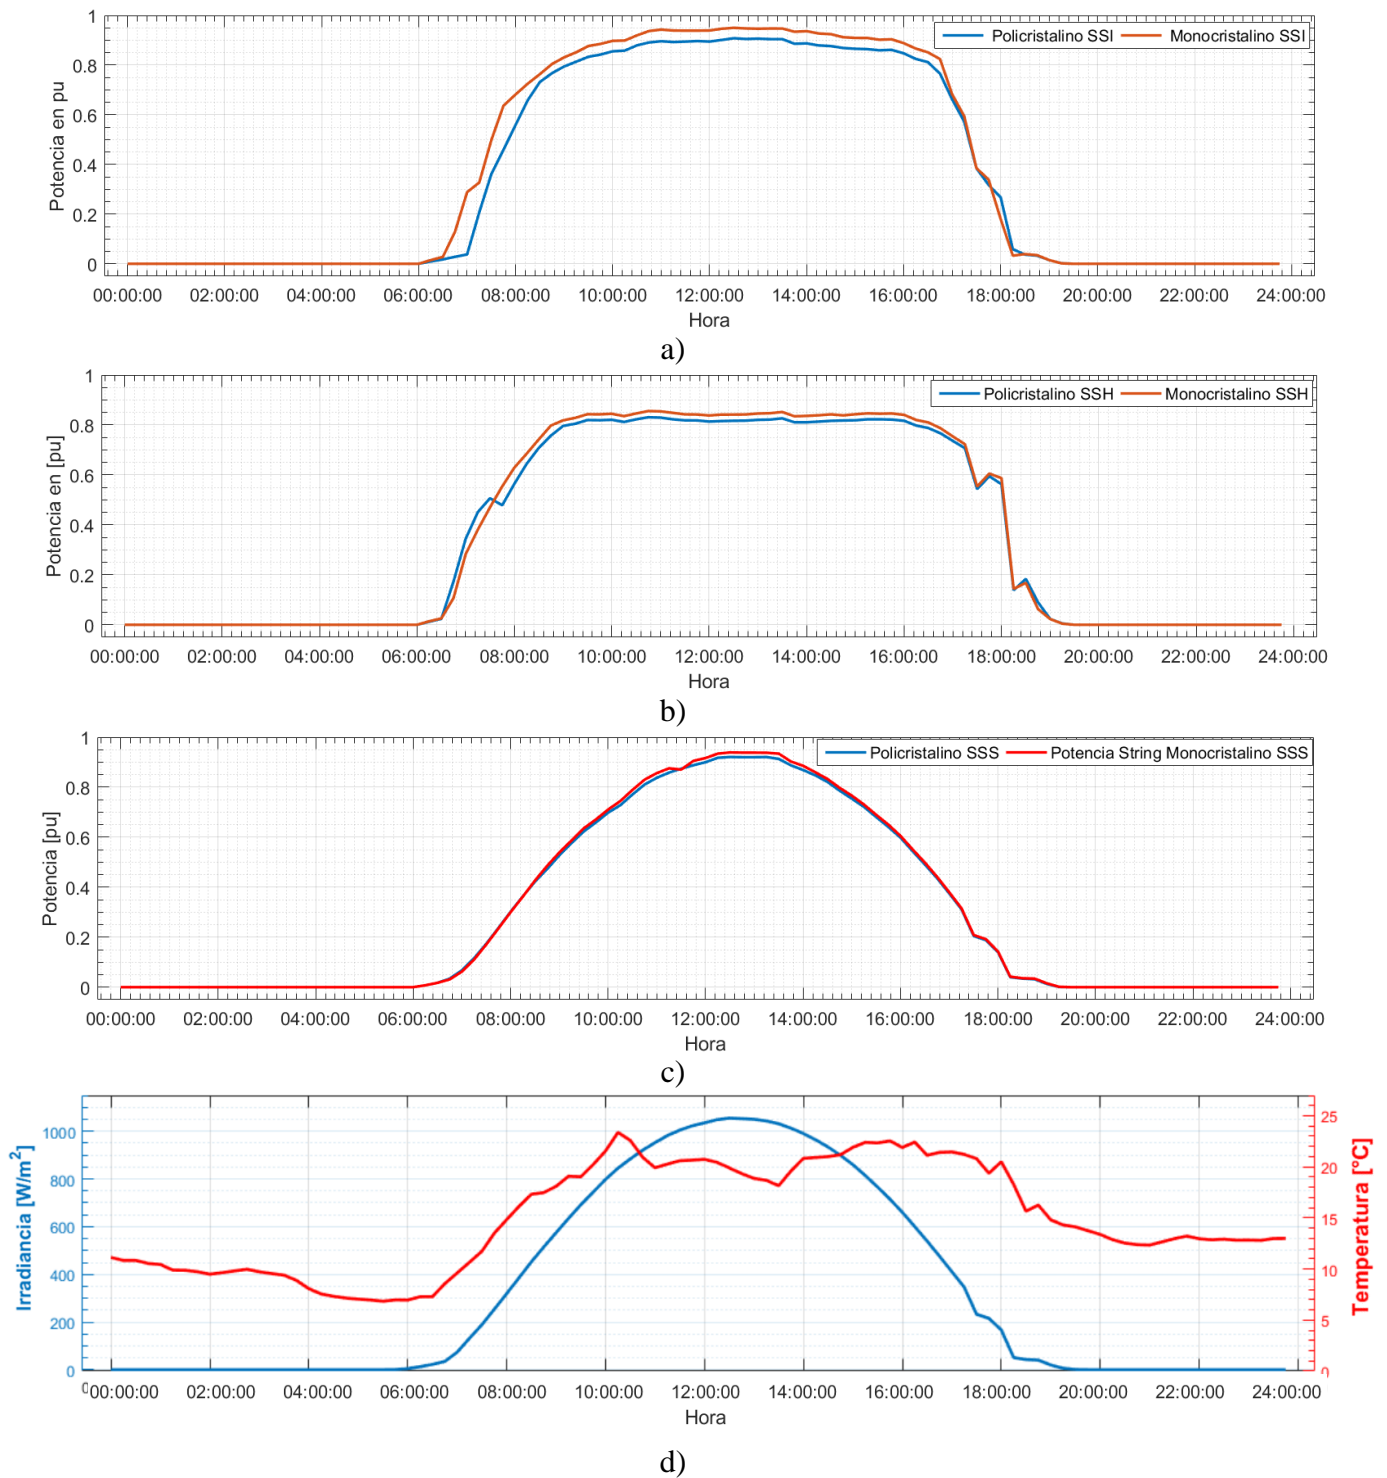 Policristalino SSI Monocristalino SSI
Potencia en pu
1
0.8
0.6
0.4
0.2
0
00:00:00 02:00:00 04:00:00 06:00:00 08:00:00 10:00:00 12:00:00 14:00:00 16:00:00 18:00:00 20:00:00 22:00:00 24:00:00
Hora
a)
Policristalino SSH Monocristalino SSH
Potencia en [pu]
1
0.8
0.6
0.4
0.2
0
00:00:00 02:00:00 04:00:00 06:00:00 08:00:00 10:00:00 12:00:00 14:00:00 16:00:00 18:00:00 20:00:00 22:00:00 24:00:00
Hora
b)
Policristalino SSS Potencia String Monocristalino SSS
Potencia [pu]
1
0.8
0.6
0.4
0.2
0
00:00:00 02:00:00 04:00:00 06:00:00 08:00:00 10:00:00 12:00:00 14:00:00 16:00:00 18:00:00 20:00:00 22:00:00 24:00:00
Hora
c)
Irradiancia [W/m²]
1000
800
600
400
200
0
Temperatura [°C]
25
20
15
10
5
0
00:00:00 02:00:00 04:00:00 06:00:00 08:00:00 10:00:00 12:00:00 14:00:00 16:00:00 18:00:00 20:00:00 22:00:00 24:00:00
Hora
d)